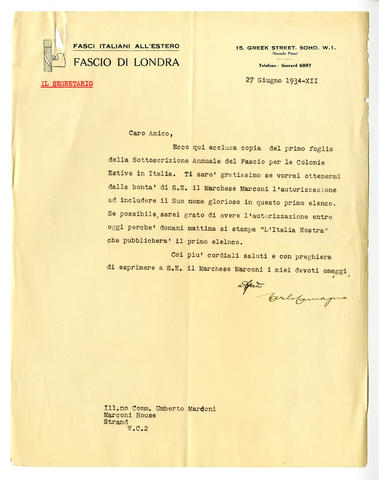 FASCI ITALIANI ALL'ESTERO
FASCIO DI LONDRA
IL SEGRETARIO
15, GREEK STREET, SOHO, W.1.
(Secondo Piano)
Telefono - Gerrard 6897
27 Giugno 1934-XII
Caro Amico,
Ecco qui acclusa copia del primo foglio
della Sottoscrizione Annuale del Fascio per le Colonie
Estive in Italia. Ti saro' gratissimo se vorrai ottenermi
dalla bonta' di S.E. il Marchese Marconi l'autorizzazione
ad includere il Suo nome glorioso in questo primo elenco.
Se possibile, sarei grato di avere l'autorizzazione entro
oggi perche' domani mattina si stampa "L'Italia Nostra"
che pubblichera' il primo elelnco.
Coi piu' cordiali saluti e con preghiera
di esprimere a S.E. il Marchese Marconi i miei devoti omaggi
Ill.mo Comm. Umberto Marconi
Marconi House
Strand
W.C.2